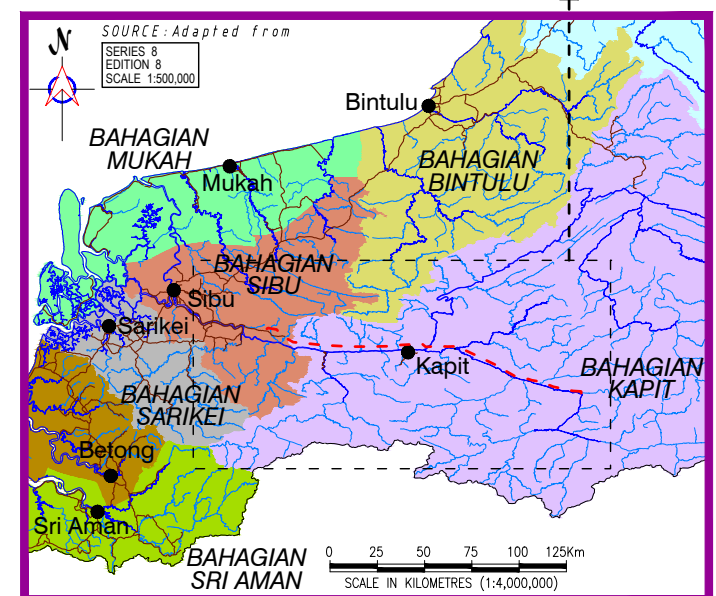 N
SOURCE:Adapted from
SERIES 8
EDITION 8
SCALE 1:500,000
Bintulu
BAHAGIAN
MUKAH
Mukah
BAHAGIAN
BINTULU
BAHAGIAN
SIBU
Sibu
Sarikei
Kapit
BAHAGIAN
KAPIT
BAHAGIAN
SARIKEI
Betong
Sri Aman
BAHAGIAN
SRI AMAN
0 25 50 75 100 125Km
SCALE IN KILOMETRES (1:4,000,000)